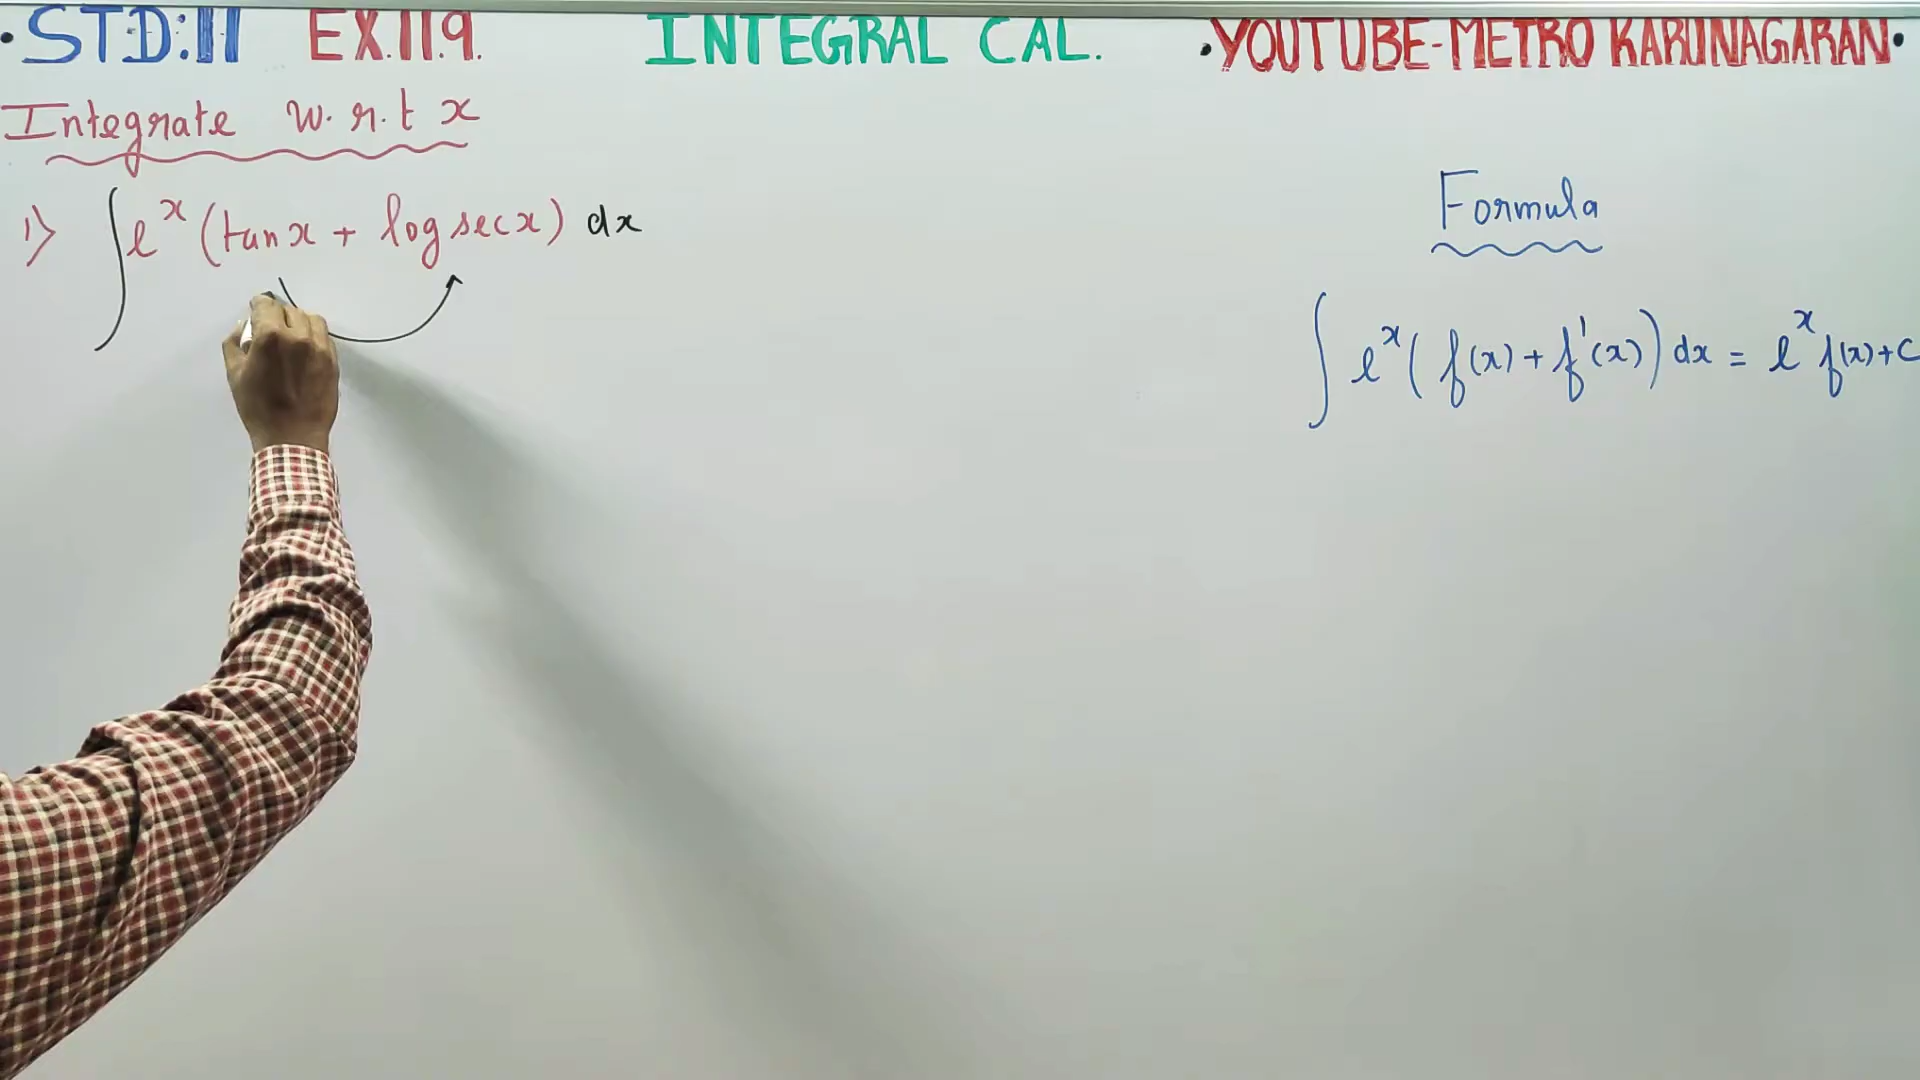 •STD:11 EX.11.9. INTEGRAL CAL. •YOUTUBE-METRO KARUNAGARAN•
Integrate w.r.t x
1) ∫e^x (tan x + log sec x) dx
Formula
∫ e^x ( f(x) + f'(x) ) dx = e^x f(x) + c